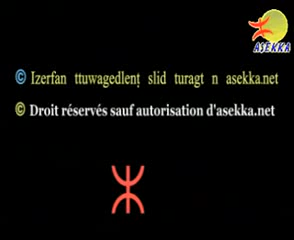 ASEKKA
© Izerfan ttuwagedlenṭ slid turagt n asekka.net
© Droit réservés sauf autorisation d'asekka.net
ⵣ